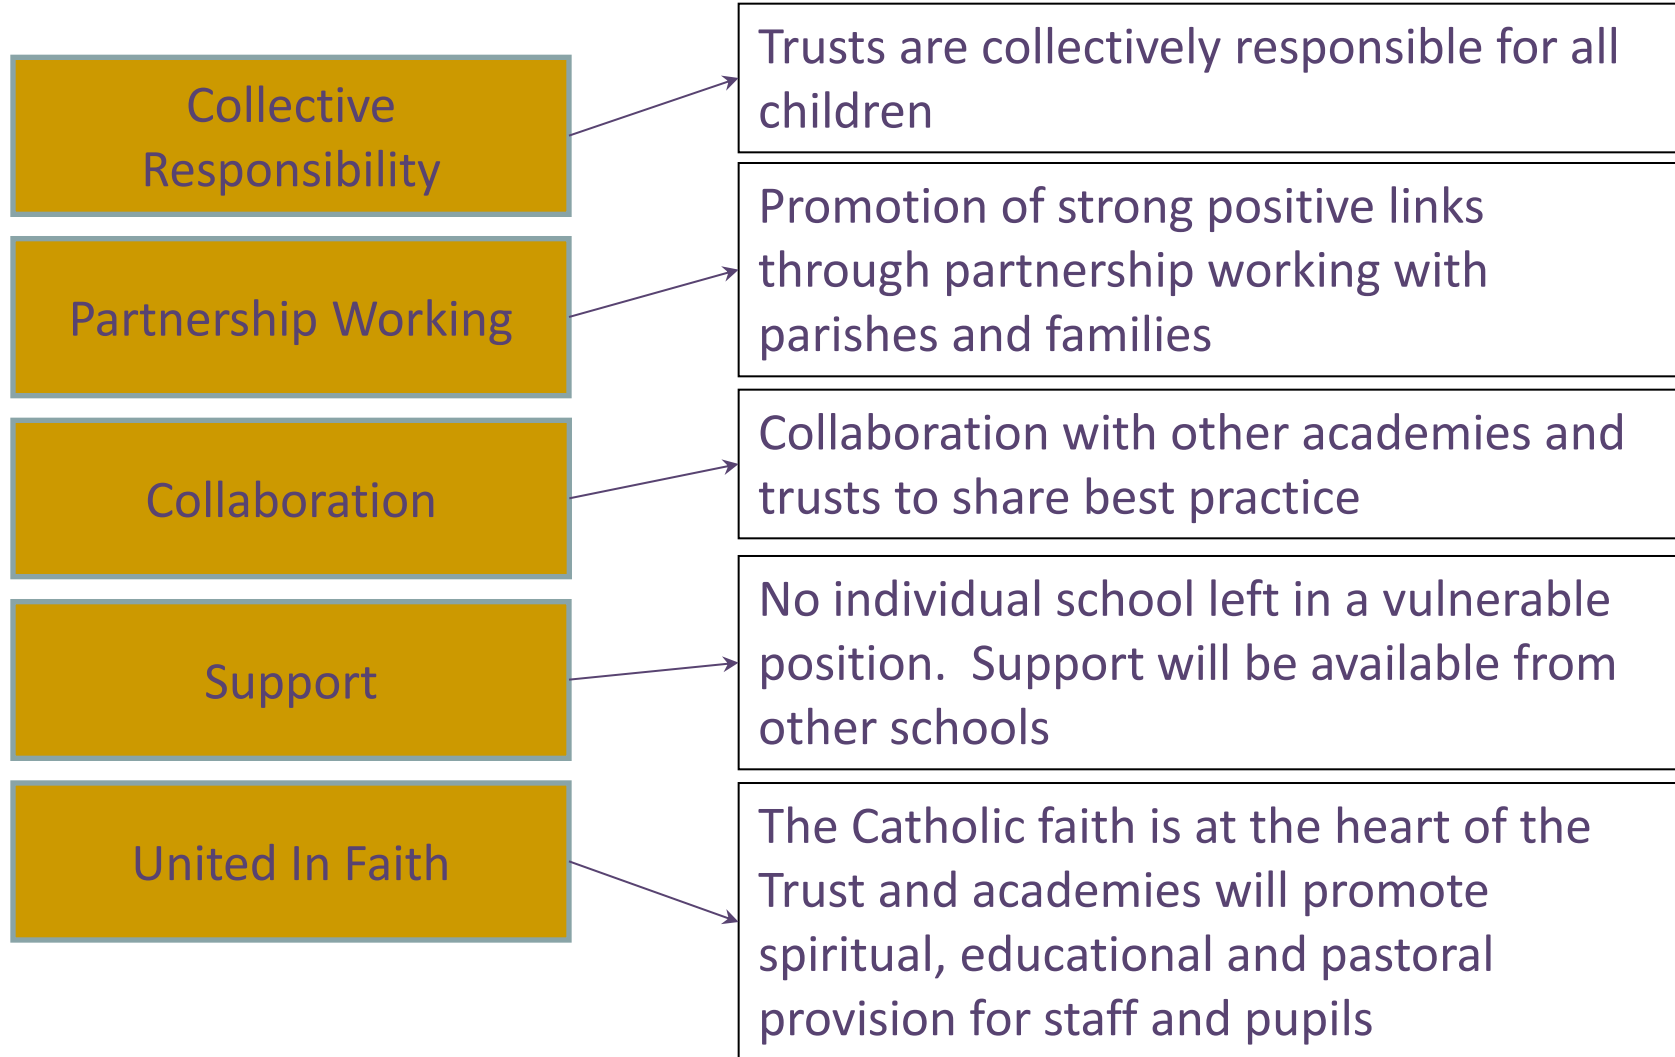 Collective
Responsibility
Trusts are collectively responsible for all
children
Partnership Working
Promotion of strong positive links
through partnership working with
parishes and families
Collaboration
Collaboration with other academies and
trusts to share best practice
Support
No individual school left in a vulnerable
position.  Support will be available from
other schools
United In Faith
The Catholic faith is at the heart of the
Trust and academies will promote
spiritual, educational and pastoral
provision for staff and pupils